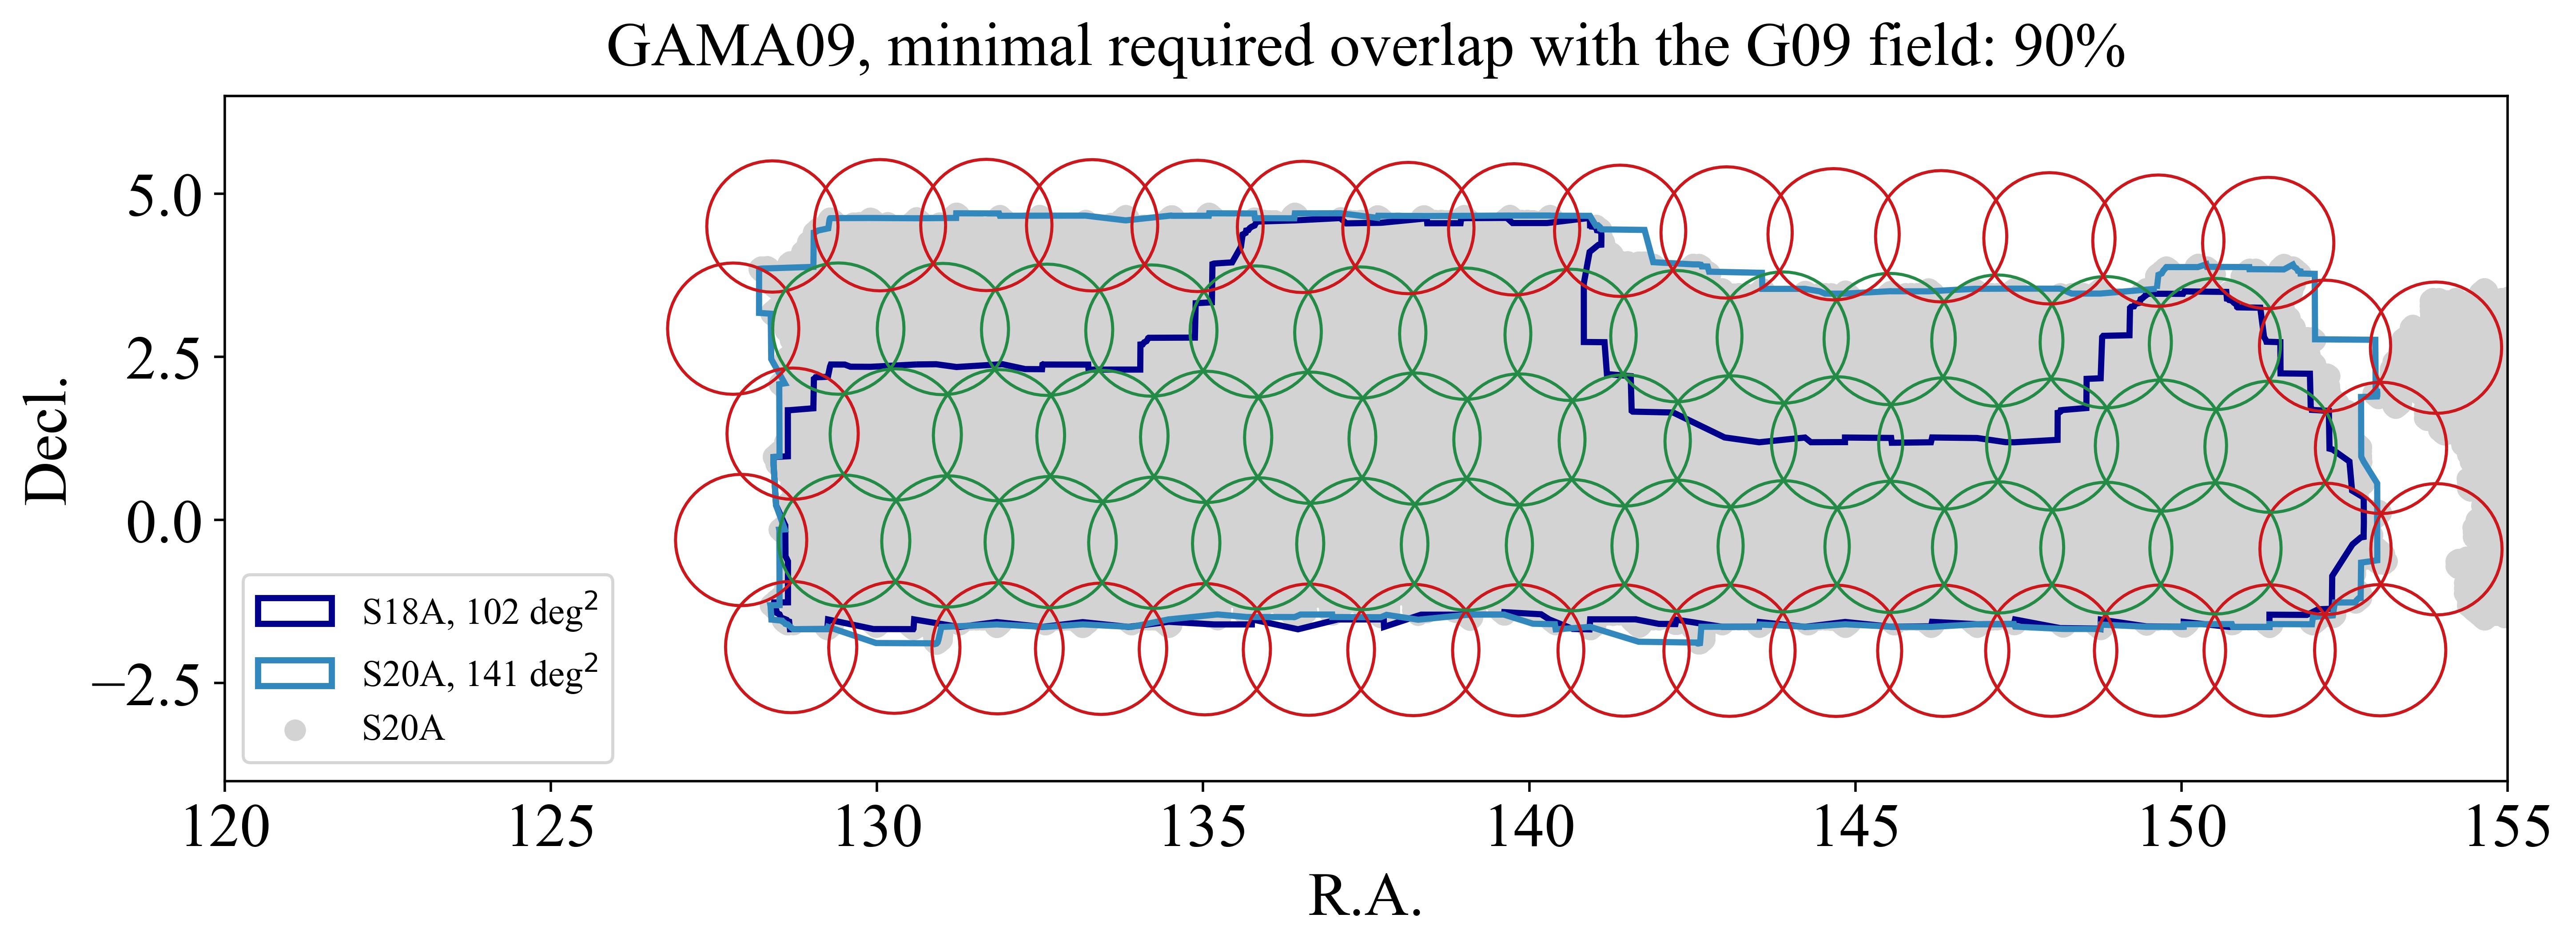 GAMA09, minimal required overlap with the G09 field: 90%
5.0
2.5
0.0
−2.5
Decl.
S18A, 102 deg²
S20A, 141 deg²
S20A
120 125 130 135 140 145 150 155
R.A.